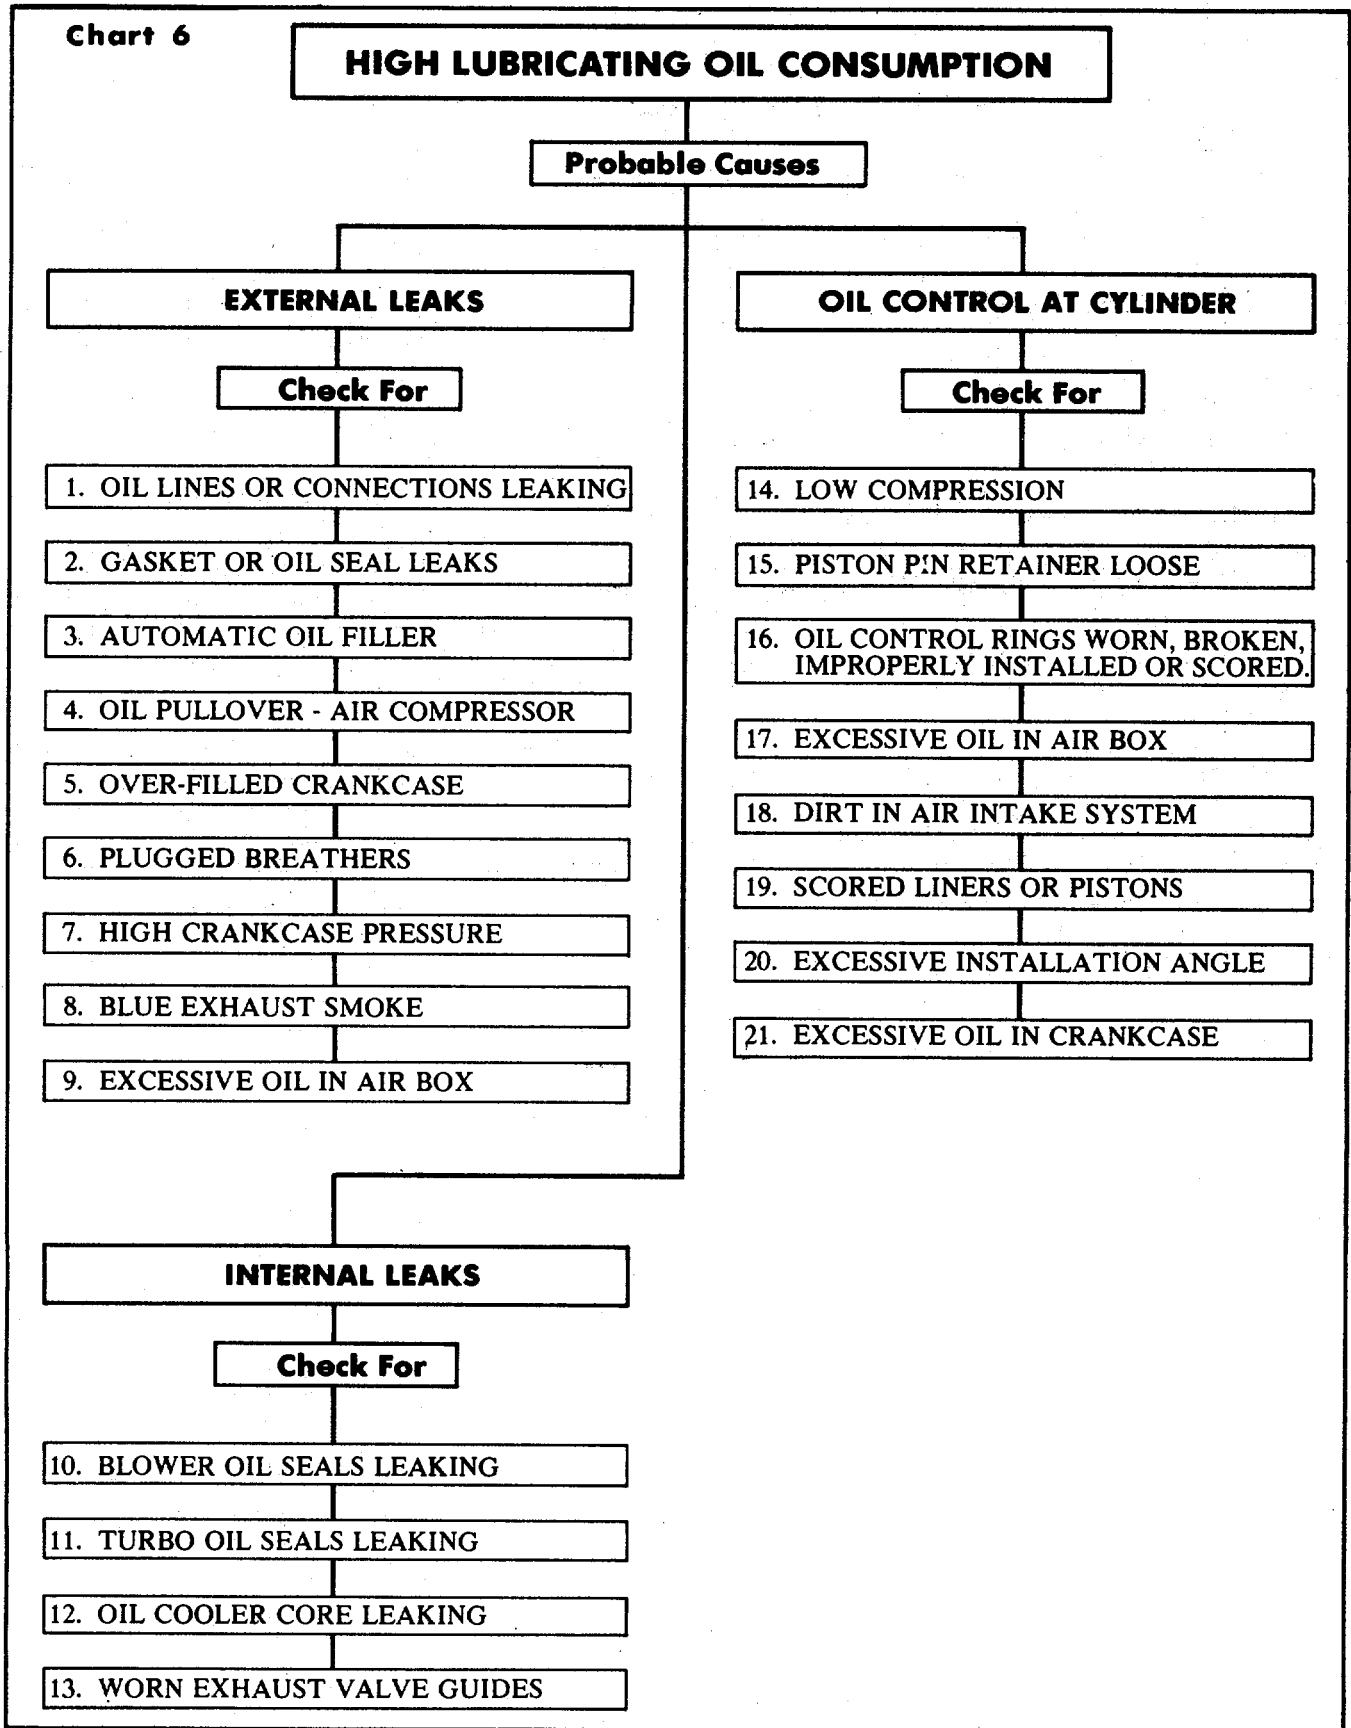 Chart 6
HIGH LUBRICATING OIL CONSUMPTION
Probable Causes
EXTERNAL LEAKS
Check For
1. OIL LINES OR CONNECTIONS LEAKING
2. GASKET OR OIL SEAL LEAKS
3. AUTOMATIC OIL FILLER
4. OIL PULLOVER - AIR COMPRESSOR
5. OVER-FILLED CRANKCASE
6. PLUGGED BREATHERS
7. HIGH CRANKCASE PRESSURE
8. BLUE EXHAUST SMOKE
9. EXCESSIVE OIL IN AIR BOX
INTERNAL LEAKS
Check For
10. BLOWER OIL SEALS LEAKING
11. TURBO OIL SEALS LEAKING
12. OIL COOLER CORE LEAKING
13. WORN EXHAUST VALVE GUIDES
OIL CONTROL AT CYLINDER
Check For
14. LOW COMPRESSION
15. PISTON PIN RETAINER LOOSE
16. OIL CONTROL RINGS WORN, BROKEN,
IMPROPERLY INSTALLED OR SCORED.
17. EXCESSIVE OIL IN AIR BOX
18. DIRT IN AIR INTAKE SYSTEM
19. SCORED LINERS OR PISTONS
20. EXCESSIVE INSTALLATION ANGLE
21. EXCESSIVE OIL IN CRANKCASE